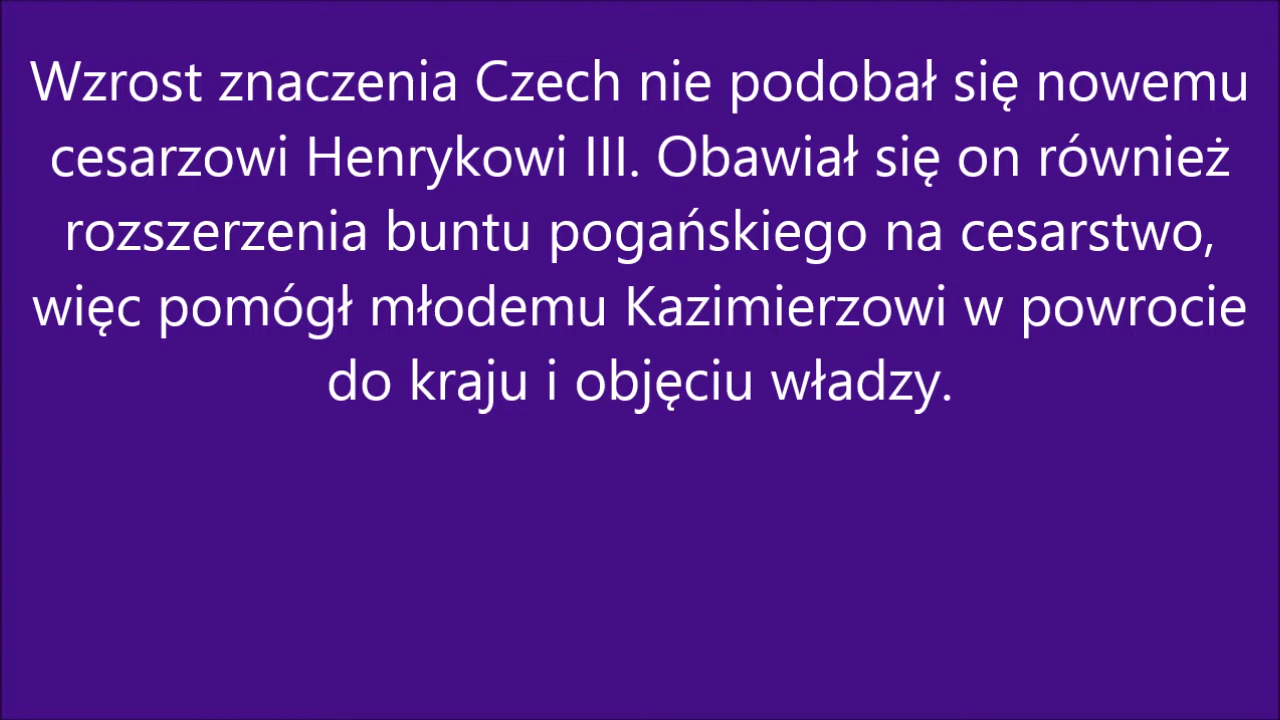 Wzrost znaczenia Czech nie podobał się nowemu
cesarzowi Henrykowi III. Obawiał się on również
rozszerzenia buntu pogańskiego na cesarstwo,
więc pomógł młodemu Kazimierzowi w powrocie
do kraju i objęciu władzy.